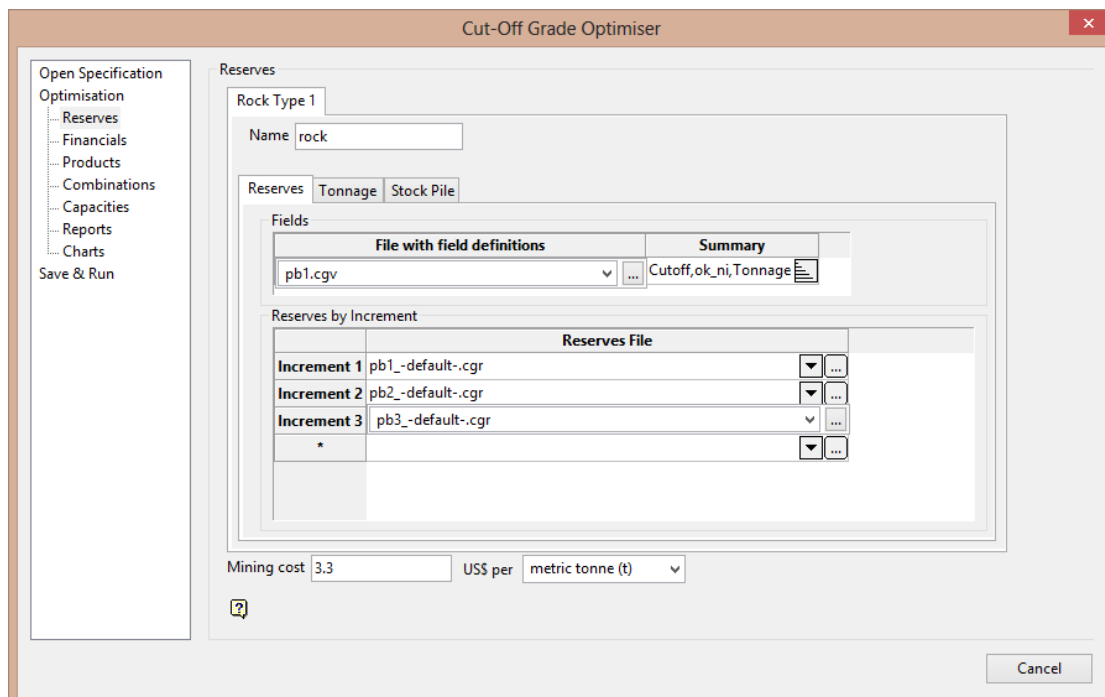 Cut-Off Grade Optimiser
Open Specification
Optimisation
Reserves
Financials
Products
Combinations
Capacities
Reports
Charts
Save & Run
Reserves
Rock Type 1
Name rock
Reserves Tonnage Stock Pile
Fields
File with field definitions Summary
pb1.cgv ... Cutoff,ok_ni,Tonnage
Reserves by Increment
Reserves File
Increment 1 pb1_-default-.cgr ...
Increment 2 pb2_-default-.cgr ...
Increment 3 pb3_-default-.cgr ...
* ...
Mining cost 3.3 US$ per metric tonne (t)
?
Cancel